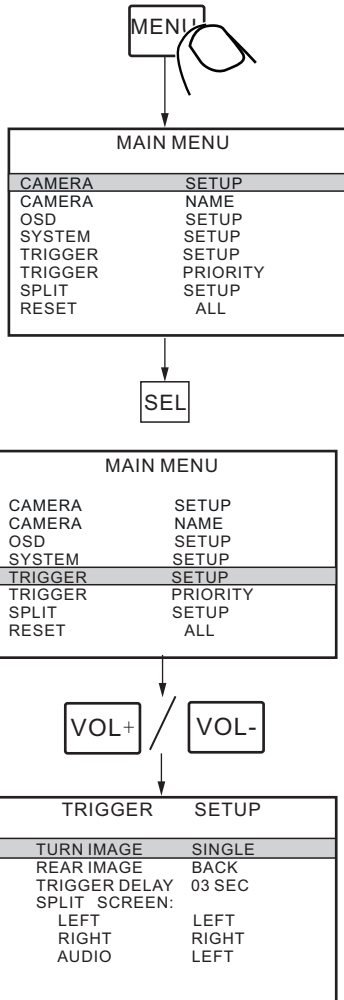 MENU
MAIN MENU
CAMERA SETUP
CAMERA NAME
OSD SETUP
SYSTEM SETUP
TRIGGER SETUP
TRIGGER PRIORITY
SPLIT SETUP
RESET ALL
SEL
MAIN MENU
CAMERA SETUP
CAMERA NAME
OSD SETUP
SYSTEM SETUP
TRIGGER SETUP
TRIGGER PRIORITY
SPLIT SETUP
RESET ALL
VOL+ / VOL-
TRIGGER SETUP
TURN IMAGE SINGLE
REAR IMAGE BACK
TRIGGER DELAY 03 SEC
SPLIT SCREEN:
LEFT LEFT
RIGHT RIGHT
AUDIO LEFT